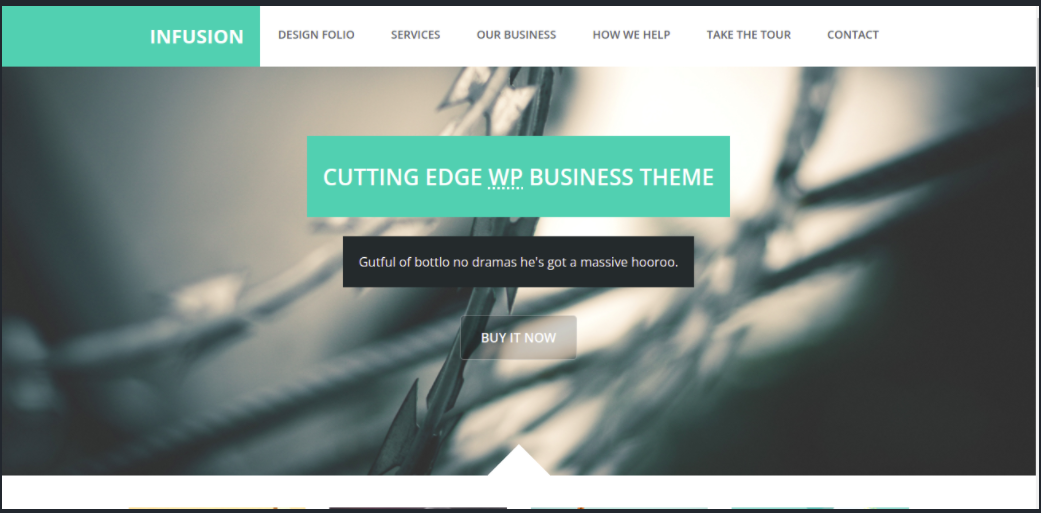 INFUSION DESIGN FOLIO SERVICES OUR BUSINESS HOW WE HELP TAKE THE TOUR CONTACT
CUTTING EDGE WP BUSINESS THEME
Gutful of bottlo no dramas he's got a massive hooroo.
BUY IT NOW